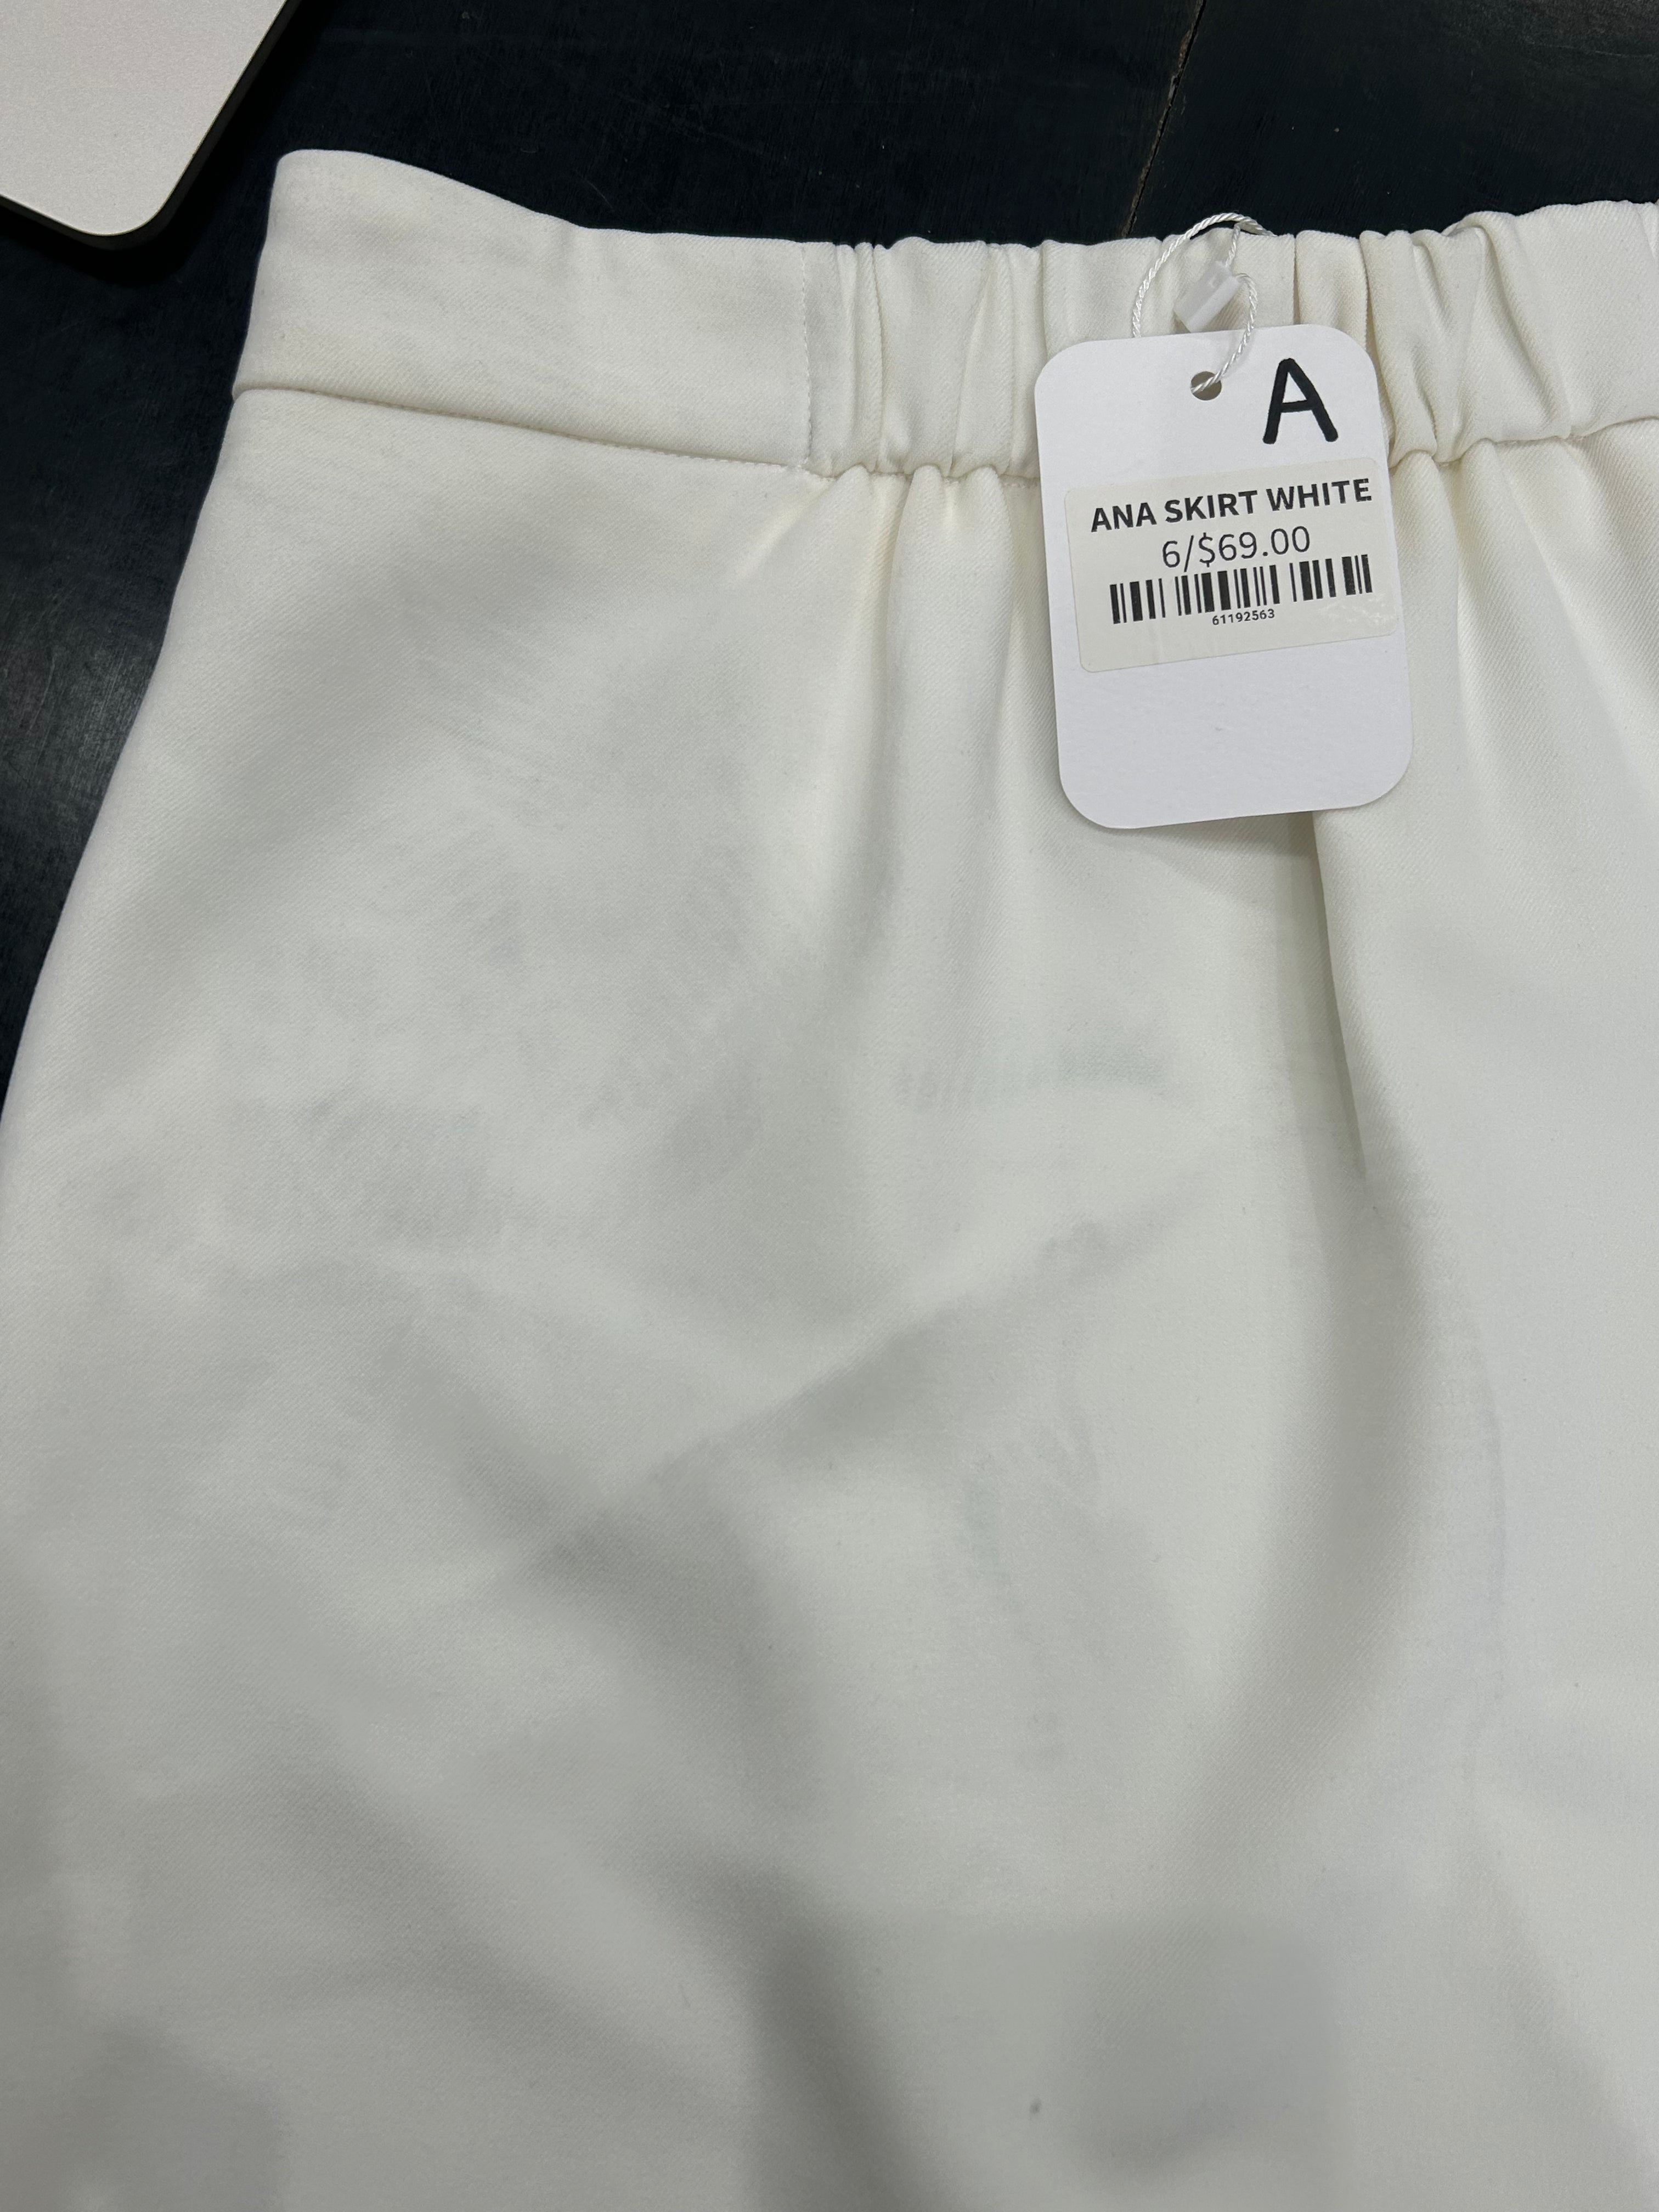 A
ANA SKIRT WHITE
6/$69.00
61192563